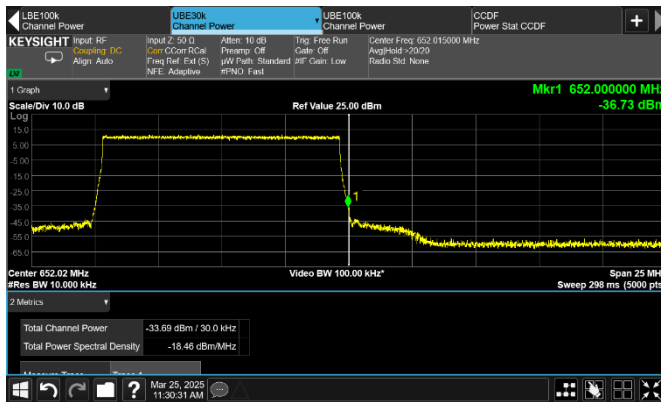 LBE100k
Channel Power
UBE30k
Channel Power
UBE100k
Channel Power
CCDF
Power Stat CCDF
+
KEYSIGHT
Input: RF
Coupling: DC
Align: Auto
Input Z: 50 Ω
Corr CCorr RCal
Freq Ref: Ext (S)
NFE: Adaptive
Atten: 10 dB
Preamp: Off
µW Path: Standard
#PNO: Fast
Trig: Free Run
Gate: Off
#IF Gain: Low
Center Freq: 652.015000 MHz
Avg|Hold:>20/20
Radio Std: None
LXI
1 Graph
Mkr1 652.000000 MHz
Scale/Div 10.0 dB
Ref Value 25.00 dBm
-36.73 dBm
Log
15.0
5.00
-5.00
-15.0
-25.0
-35.0
-45.0
-55.0
-65.0
1
Center 652.02 MHz
Video BW 100.00 kHz*
Span 25 MH
#Res BW 10.000 kHz
Sweep 298 ms (5000 pts
2 Metrics
Total Channel Power -33.69 dBm / 30.0 kHz
Total Power Spectral Density -18.46 dBm/MHz
Measure Trace Trace 1
?
Mar 25, 2025
11:30:31 AM